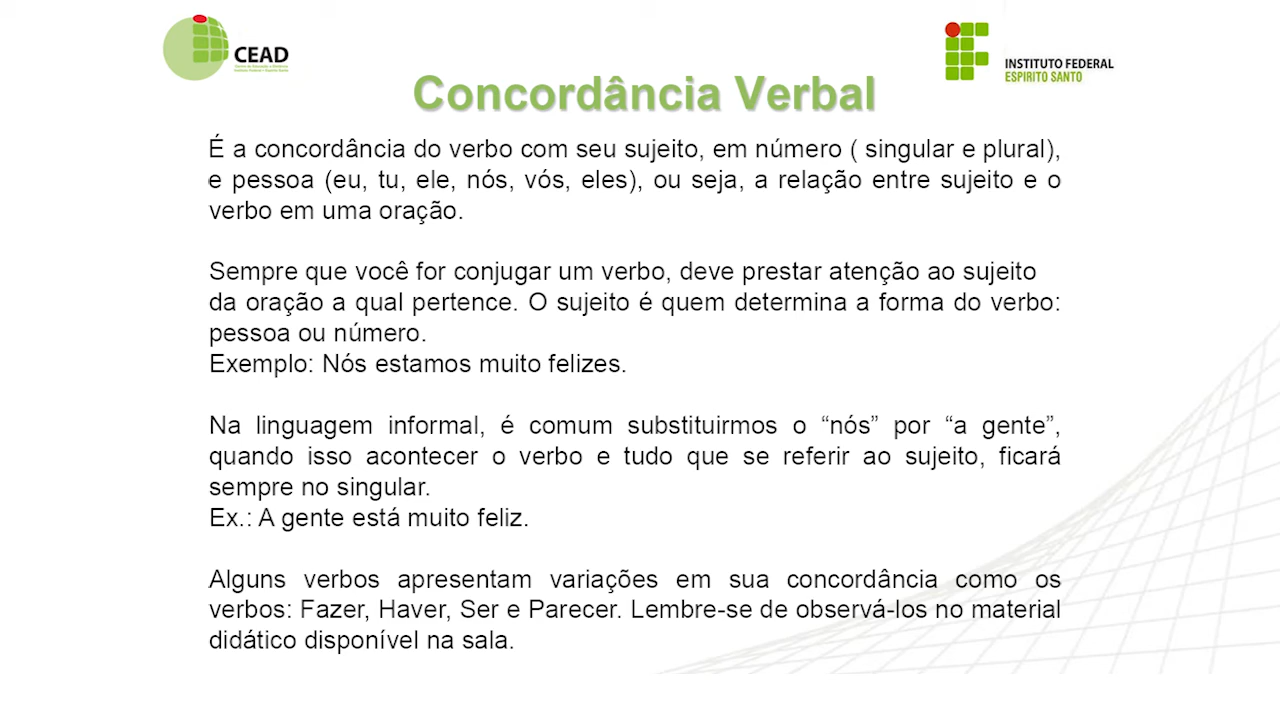 CEAD
INSTITUTO FEDERAL
ESPÍRITO SANTO
Concordância Verbal
É a concordância do verbo com seu sujeito, em número ( singular e plural),
e pessoa (eu, tu, ele, nós, vós, eles), ou seja, a relação entre sujeito e o
verbo em uma oração.
Sempre que você for conjugar um verbo, deve prestar atenção ao sujeito
da oração a qual pertence. O sujeito é quem determina a forma do verbo:
pessoa ou número.
Exemplo: Nós estamos muito felizes.
Na linguagem informal, é comum substituirmos o “nós” por “a gente”,
quando isso acontecer o verbo e tudo que se referir ao sujeito, ficará
sempre no singular.
Ex.: A gente está muito feliz.
Alguns verbos apresentam variações em sua concordância como os
verbos: Fazer, Haver, Ser e Parecer. Lembre-se de observá-los no material
didático disponível na sala.